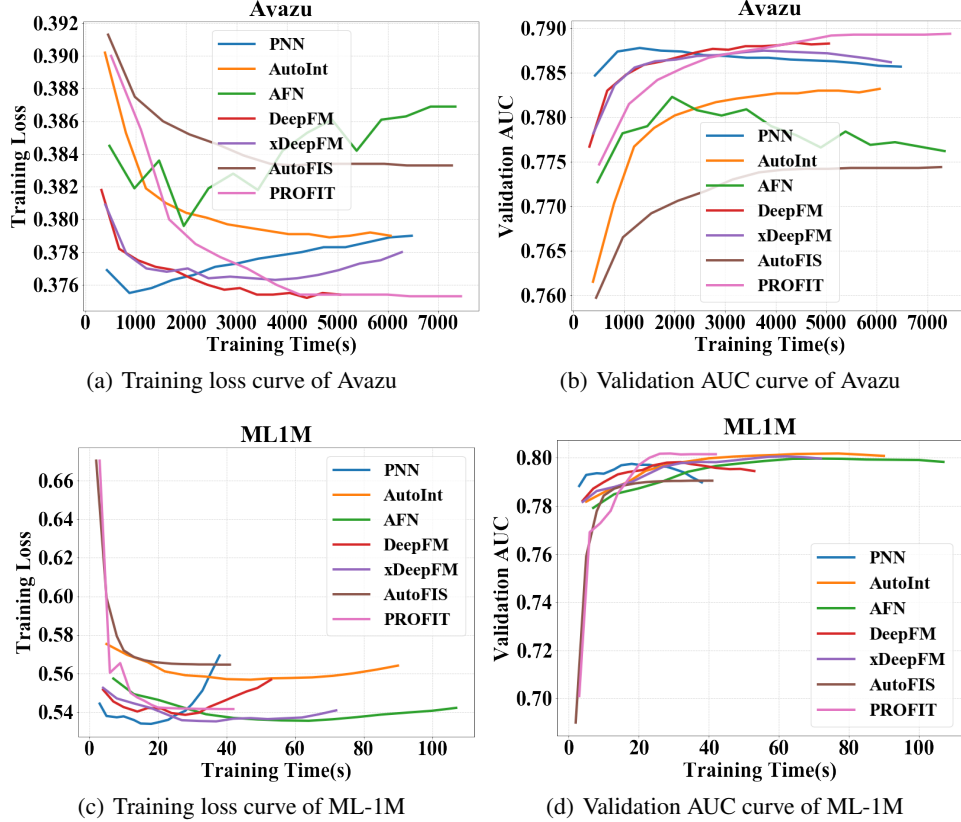 Avazu
Training Loss
0.392
0.390
0.388
0.386
0.384
0.382
0.380
0.378
0.376
PNN
AutoInt
AFN
DeepFM
xDeepFM
AutoFIS
PROFIT
0 1000 2000 3000 4000 5000 6000 7000
Training Time(s)
(a) Training loss curve of Avazu
Avazu
Validation AUC
0.790
0.785
0.780
0.775
0.770
0.765
0.760
PNN
AutoInt
AFN
DeepFM
xDeepFM
AutoFIS
PROFIT
0 1000 2000 3000 4000 5000 6000 7000
Training Time(s)
(b) Validation AUC curve of Avazu
ML1M
Training Loss
0.66
0.64
0.62
0.60
0.58
0.56
0.54
PNN
AutoInt
AFN
DeepFM
xDeepFM
AutoFIS
PROFIT
0 20 40 60 80 100
Training Time(s)
(c) Training loss curve of ML-1M
ML1M
Validation AUC
0.80
0.78
0.76
0.74
0.72
0.70
PNN
AutoInt
AFN
DeepFM
xDeepFM
AutoFIS
PROFIT
0 20 40 60 80 100
Training Time(s)
(d) Validation AUC curve of ML-1M